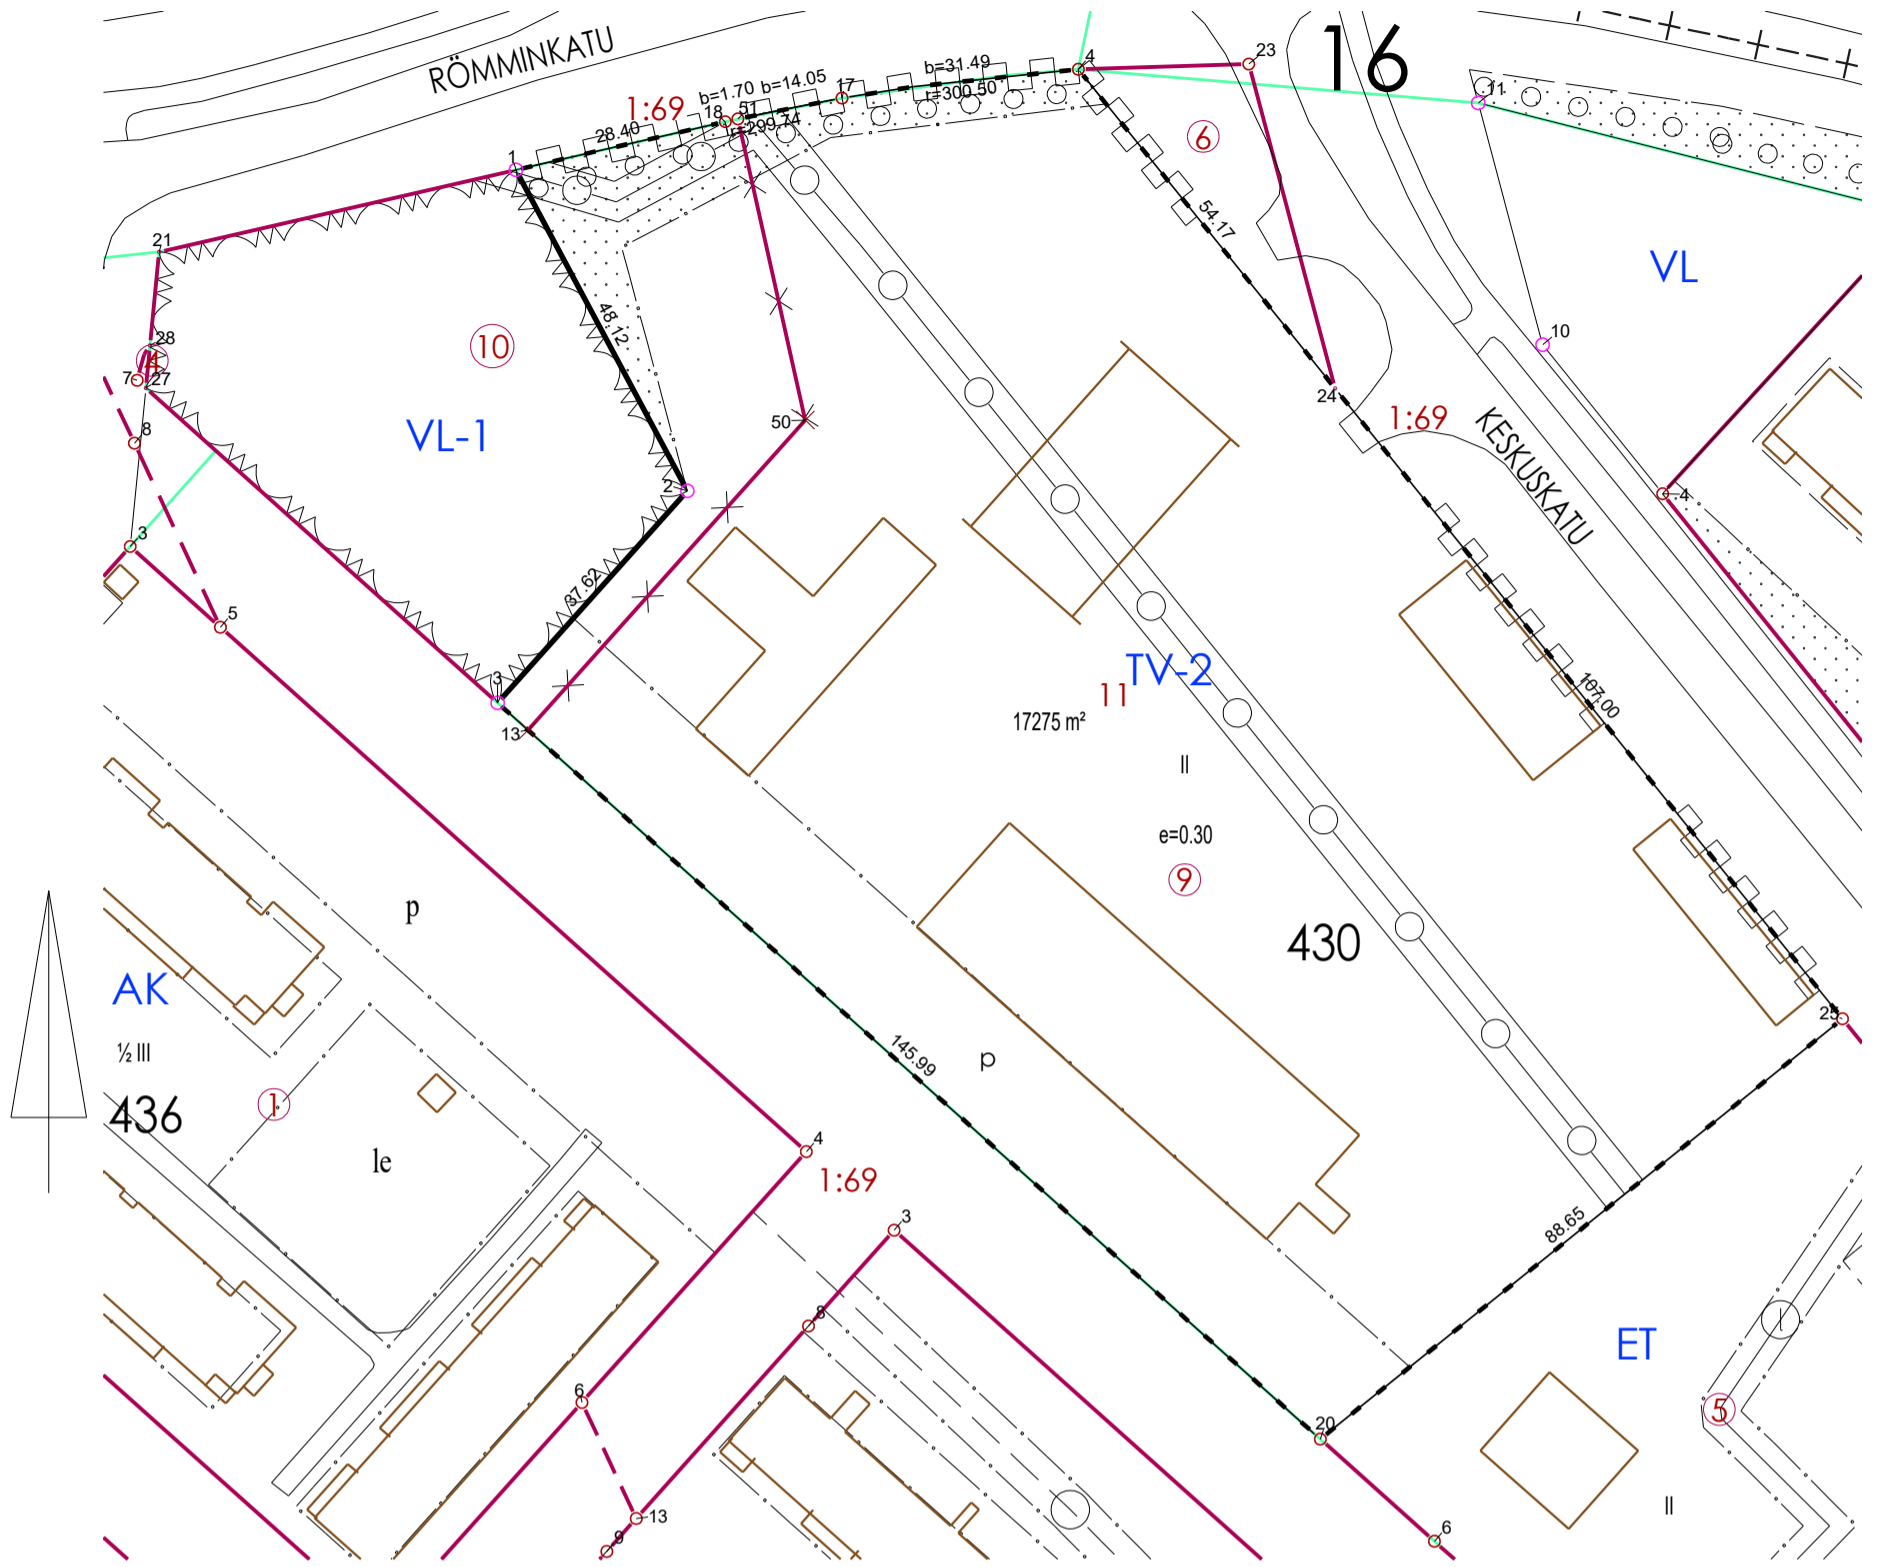 RÖMMINKATU
16
4
23
b=31.49
b=14.05
b=1.70
17
r=300.50
11
1:69
18
51
r=299.74
28.40
6
1
54.17
21
VL
28
10
10
48.12
4
7
27
24
1:69
KESKUSKATU
8
VL-1
50
2
4
3
37.62
5
TV-2
3
11
107.00
13
17275 m²
II
e=0.30
9
p
430
AK
25
½ III
145.99
p
1
436
le
4
1:69
3
88.65
8
ET
6
5
20
II
13
6
9